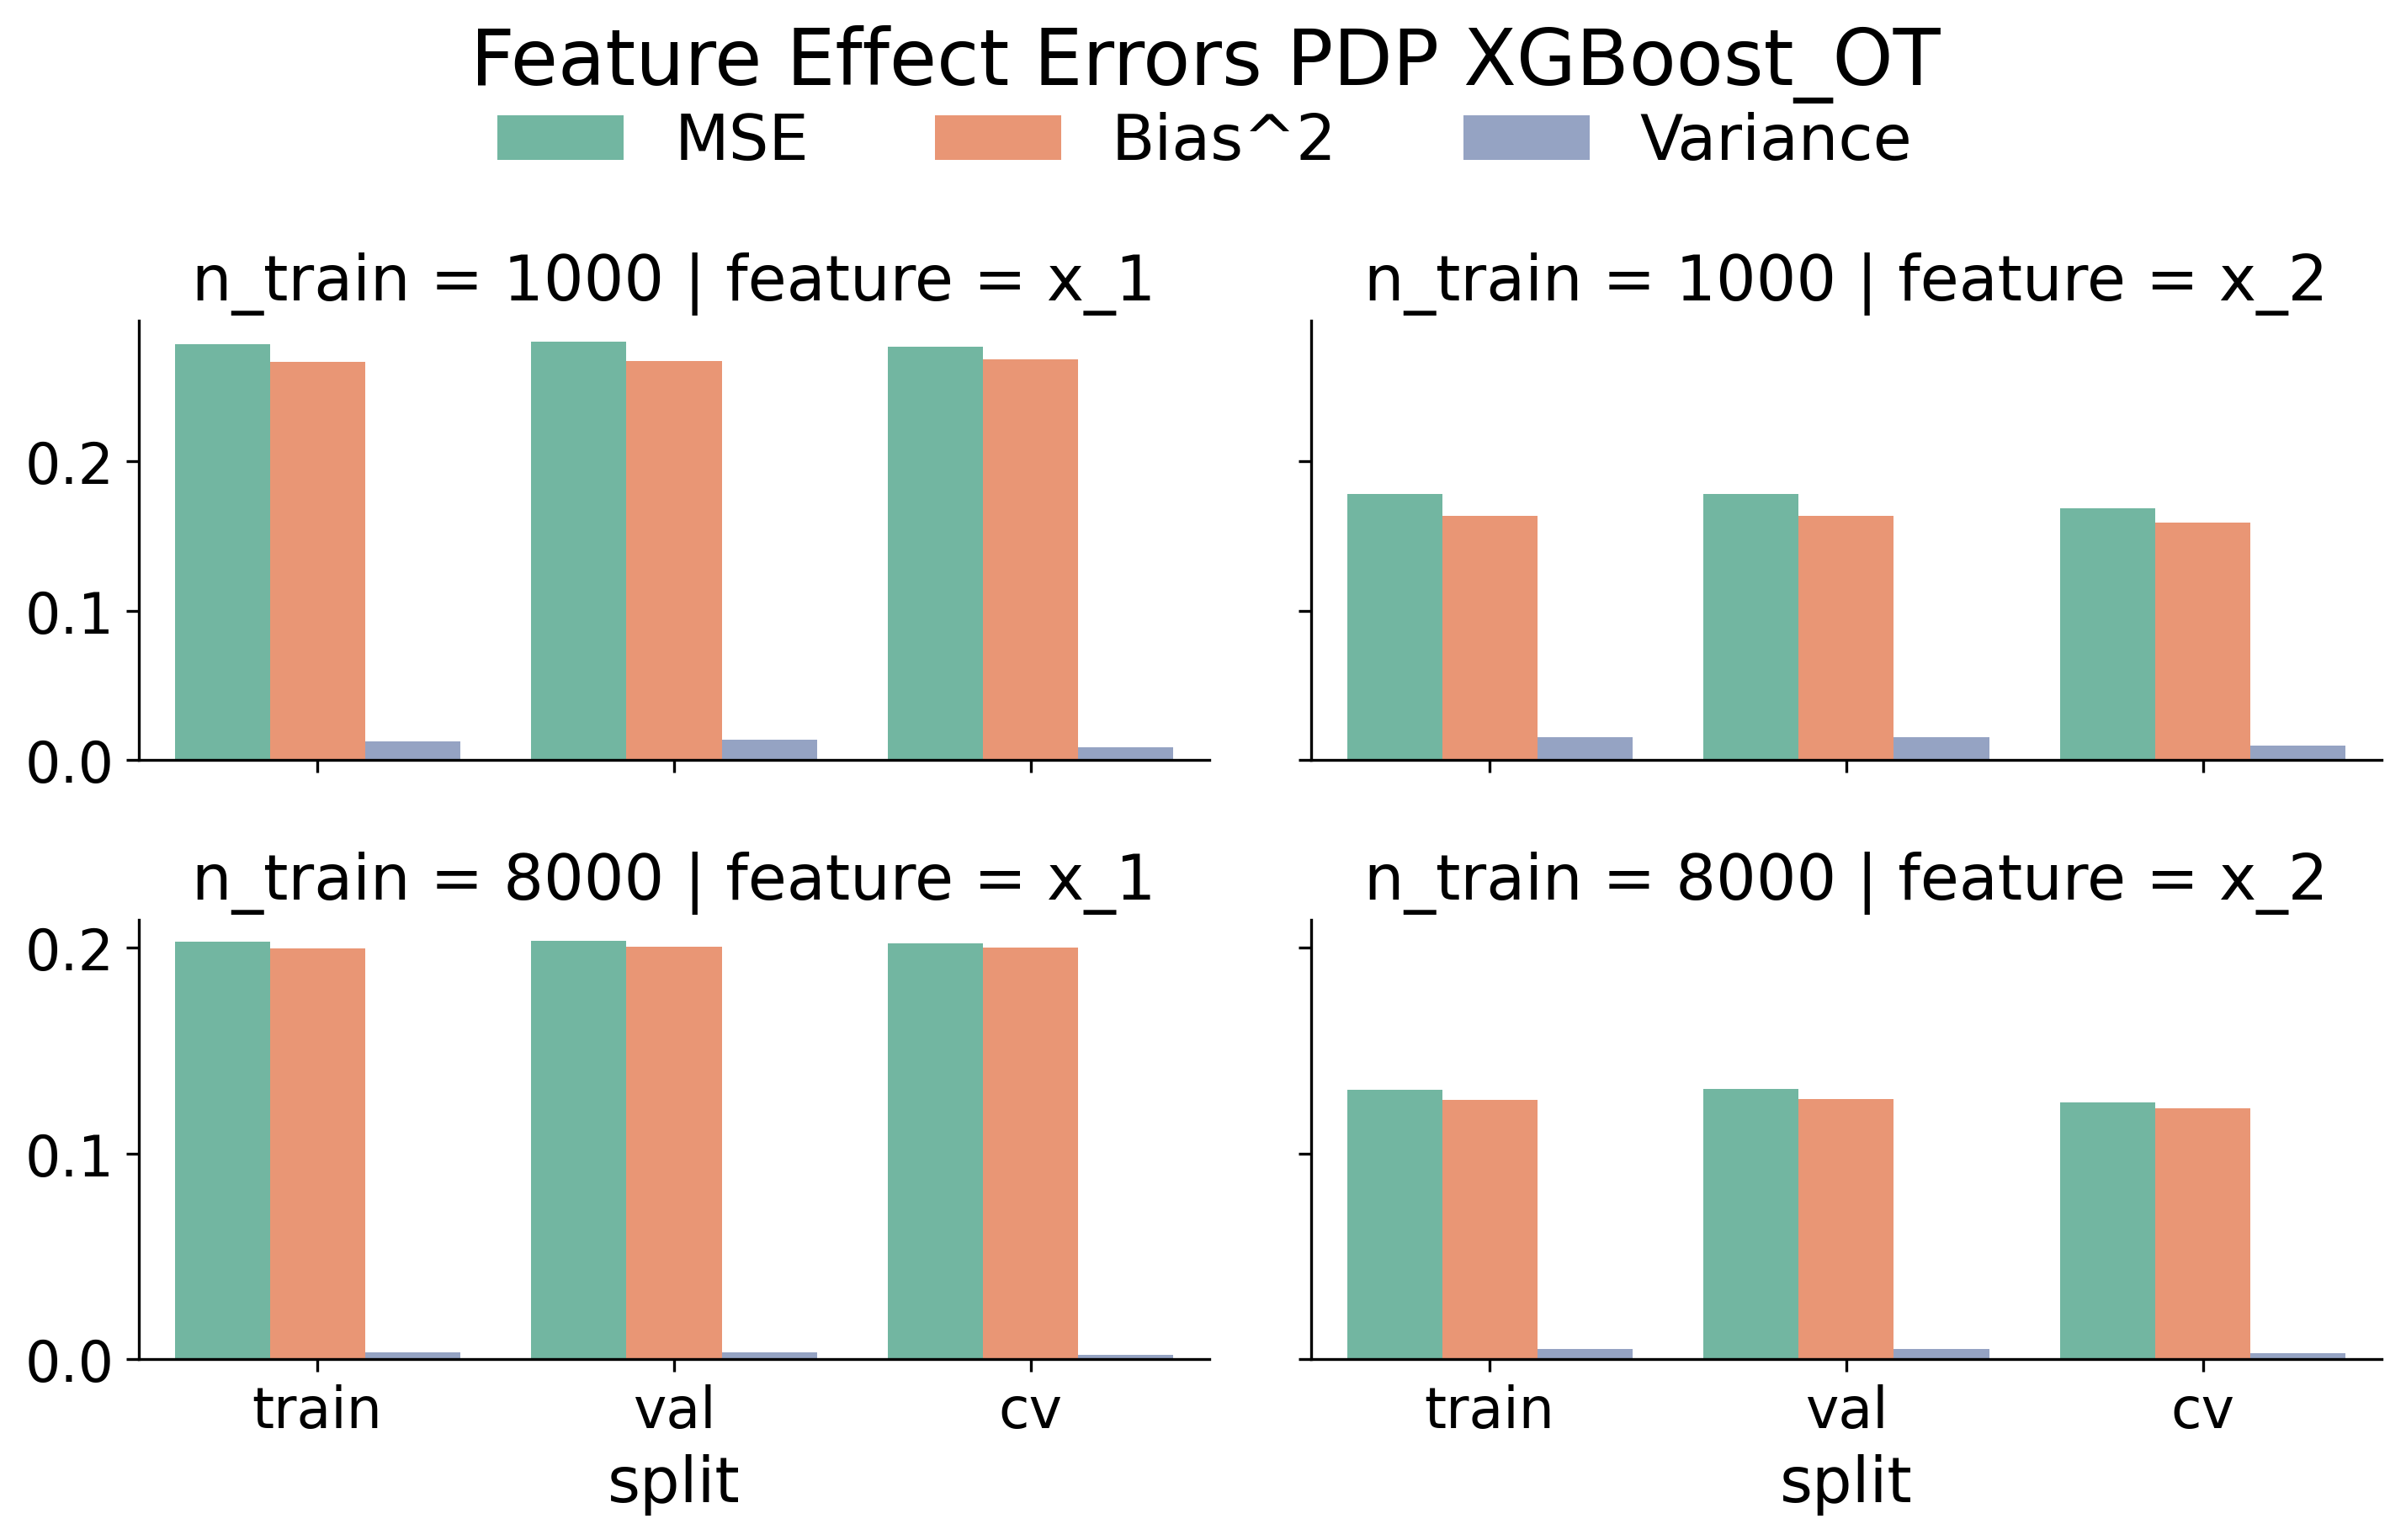 Feature Effect Errors PDP XGBoost_OT
MSE Bias^2 Variance
n_train = 1000 | feature = x_1
n_train = 1000 | feature = x_2
0.2
0.1
0.0
n_train = 8000 | feature = x_1
n_train = 8000 | feature = x_2
0.2
0.1
0.0
train val cv
train val cv
split
split